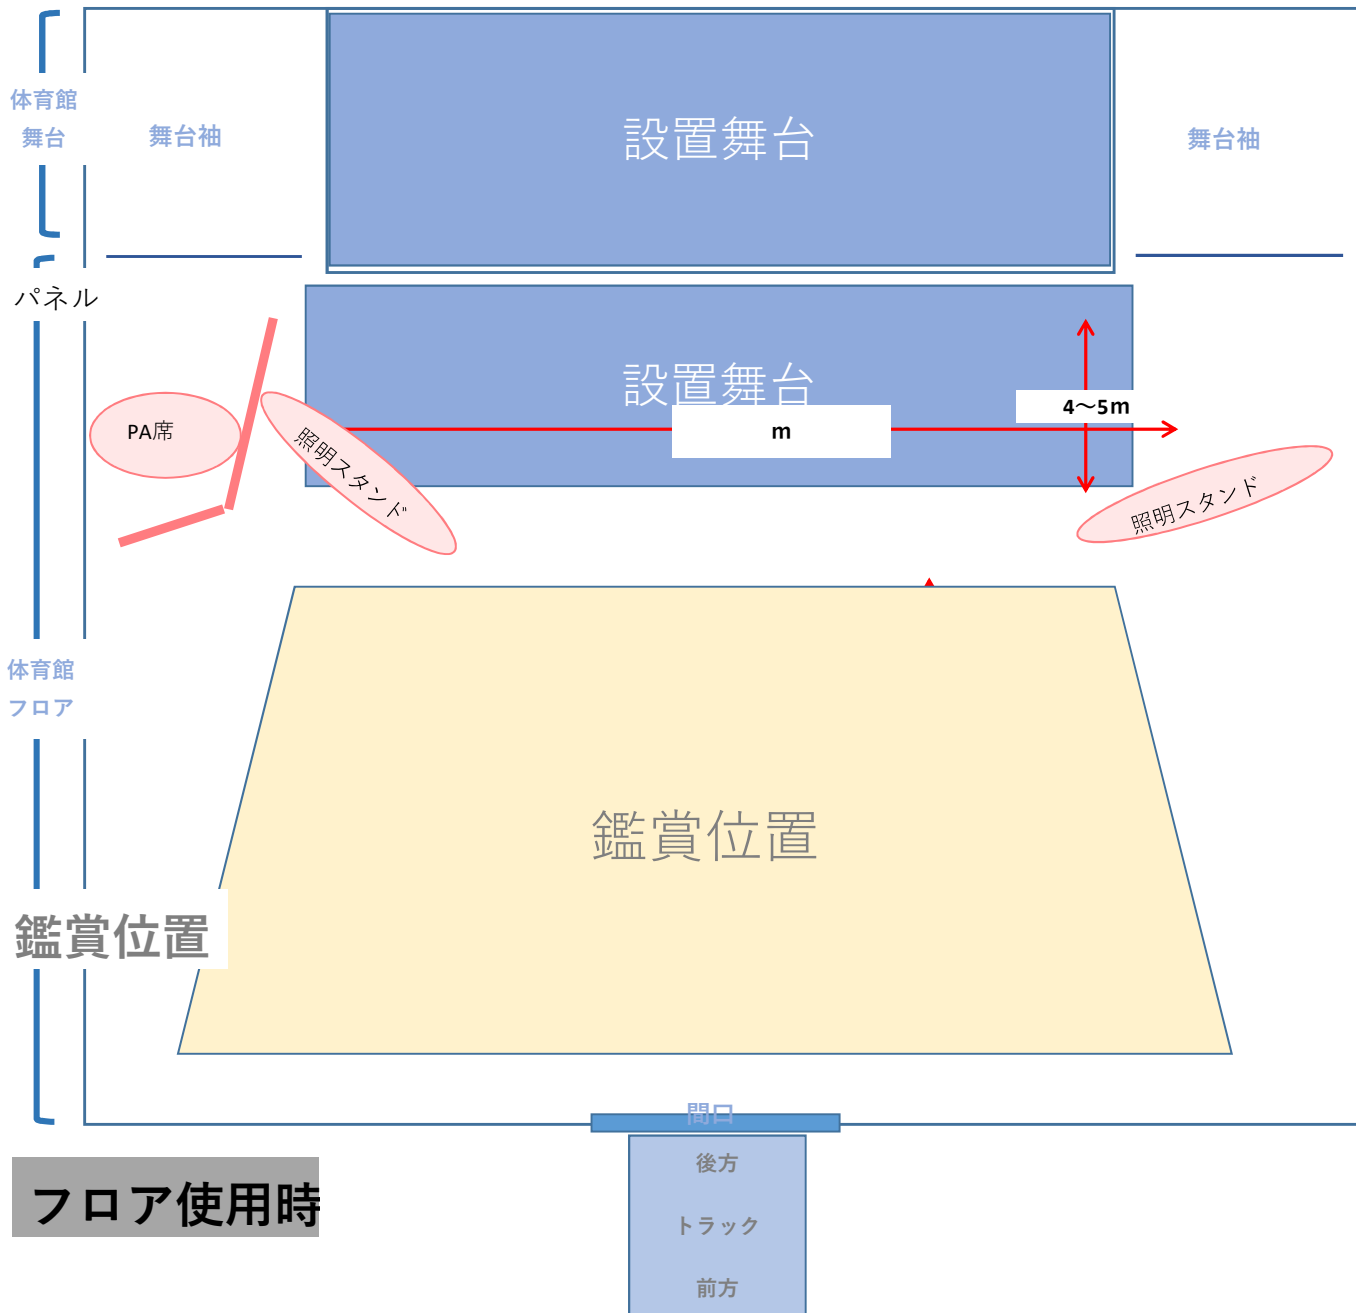 体育館
舞台
舞台袖
設置舞台
舞台袖
パネル
設置舞台
4～5m
m
PA席
照明スタンド
照明スタンド
体育館
フロア
鑑賞位置
鑑賞位置
間口
後方
トラック
前方
フロア使用時